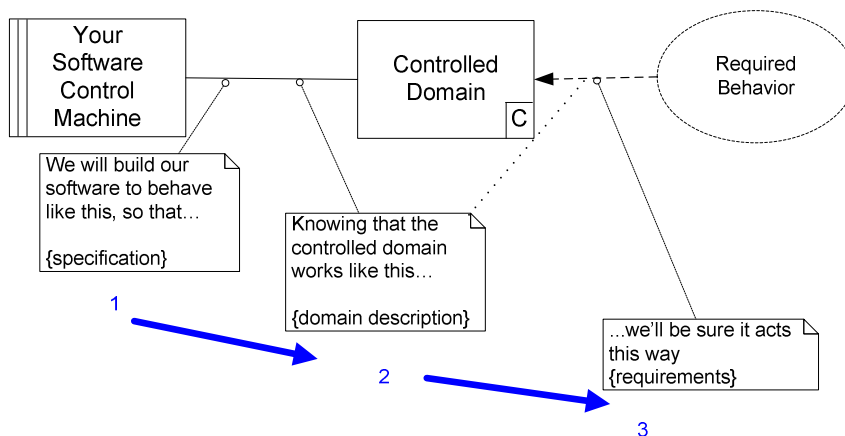 Your
Software
Control
Machine
Controlled
Domain
C
Required
Behavior
We will build our
software to behave
like this, so that…
{specification}
Knowing that the
controlled domain
works like this…
{domain description}
...we'll be sure it acts
this way
{requirements}
1
2
3